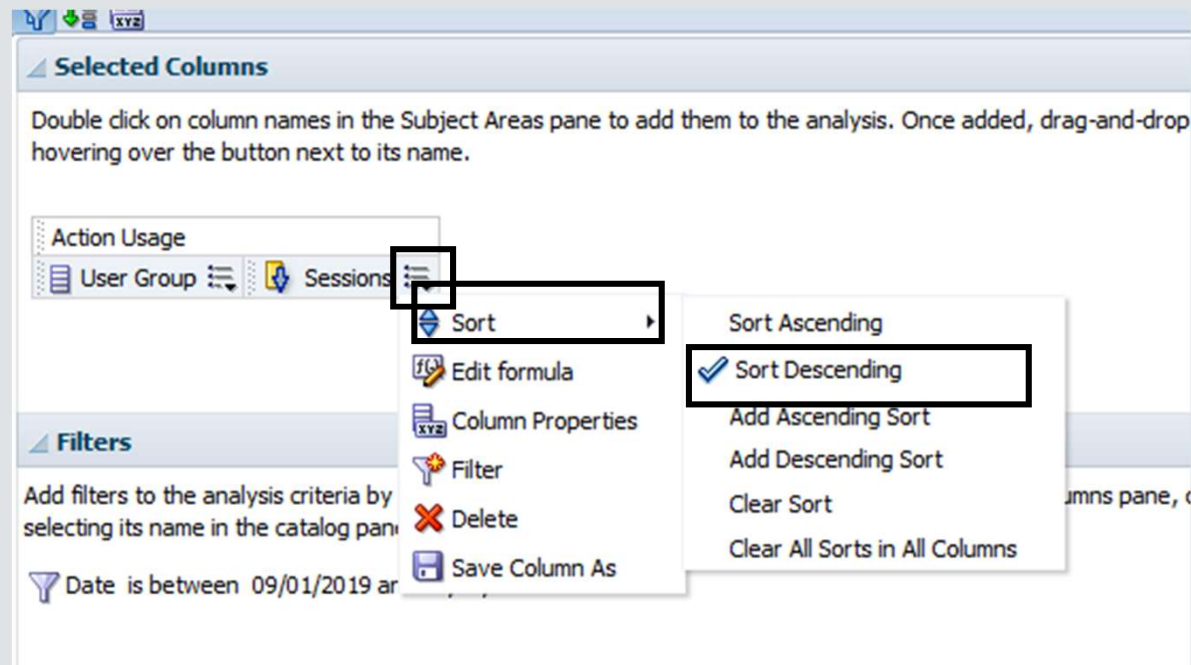 XYZ
Selected Columns
Double click on column names in the Subject Areas pane to add them to the analysis. Once added, drag-and-drop
hovering over the button next to its name.
Action Usage
User Group Sessions
Sort
Edit formula
XYZ Column Properties
Filter
Delete
Save Column As
Sort Ascending
Sort Descending
Add Ascending Sort
Add Descending Sort
Clear Sort
Clear All Sorts in All Columns
Filters
Add filters to the analysis criteria by pane,
selecting its name in the catalog
Date is between 09/01/2019